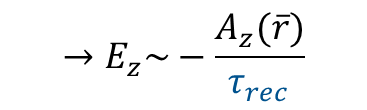 → E_z ~ − A_z(r̄) / τ_rec